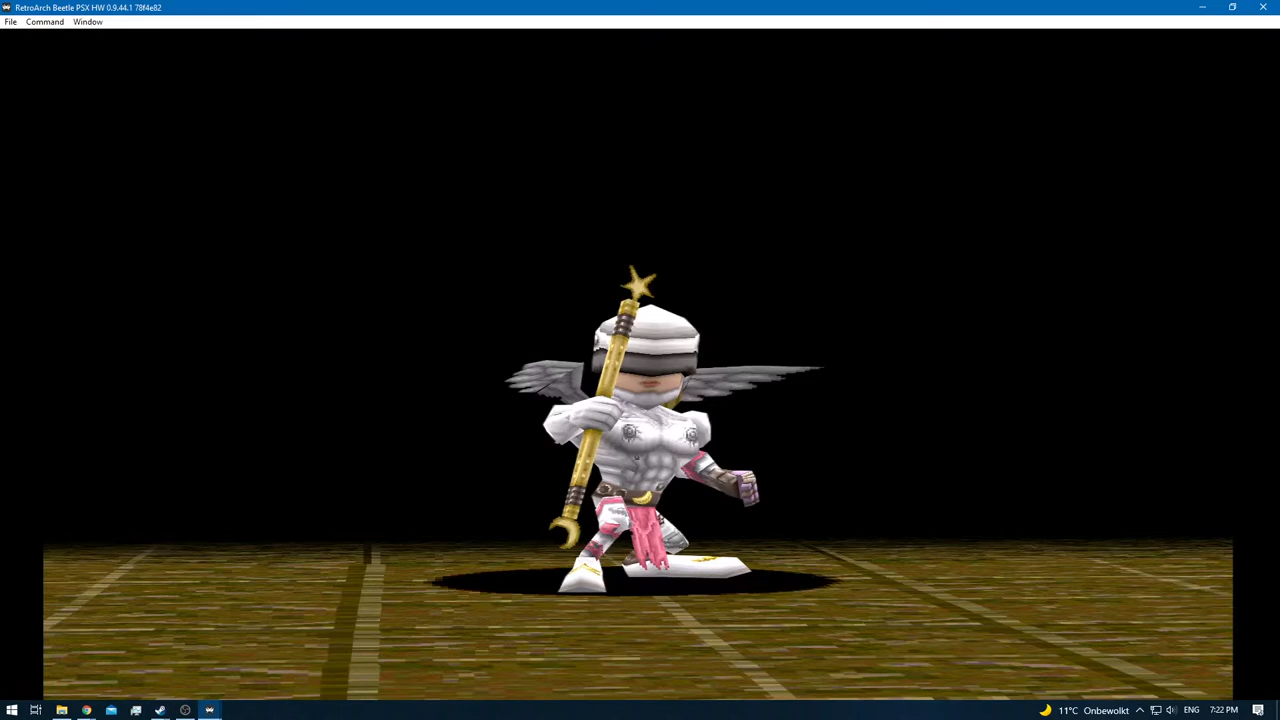 RetroArch Beetle PSX HW 0.9.44.1 78f4e82
File Command Window
11°C Onbewolkt ENG 7:22 PM